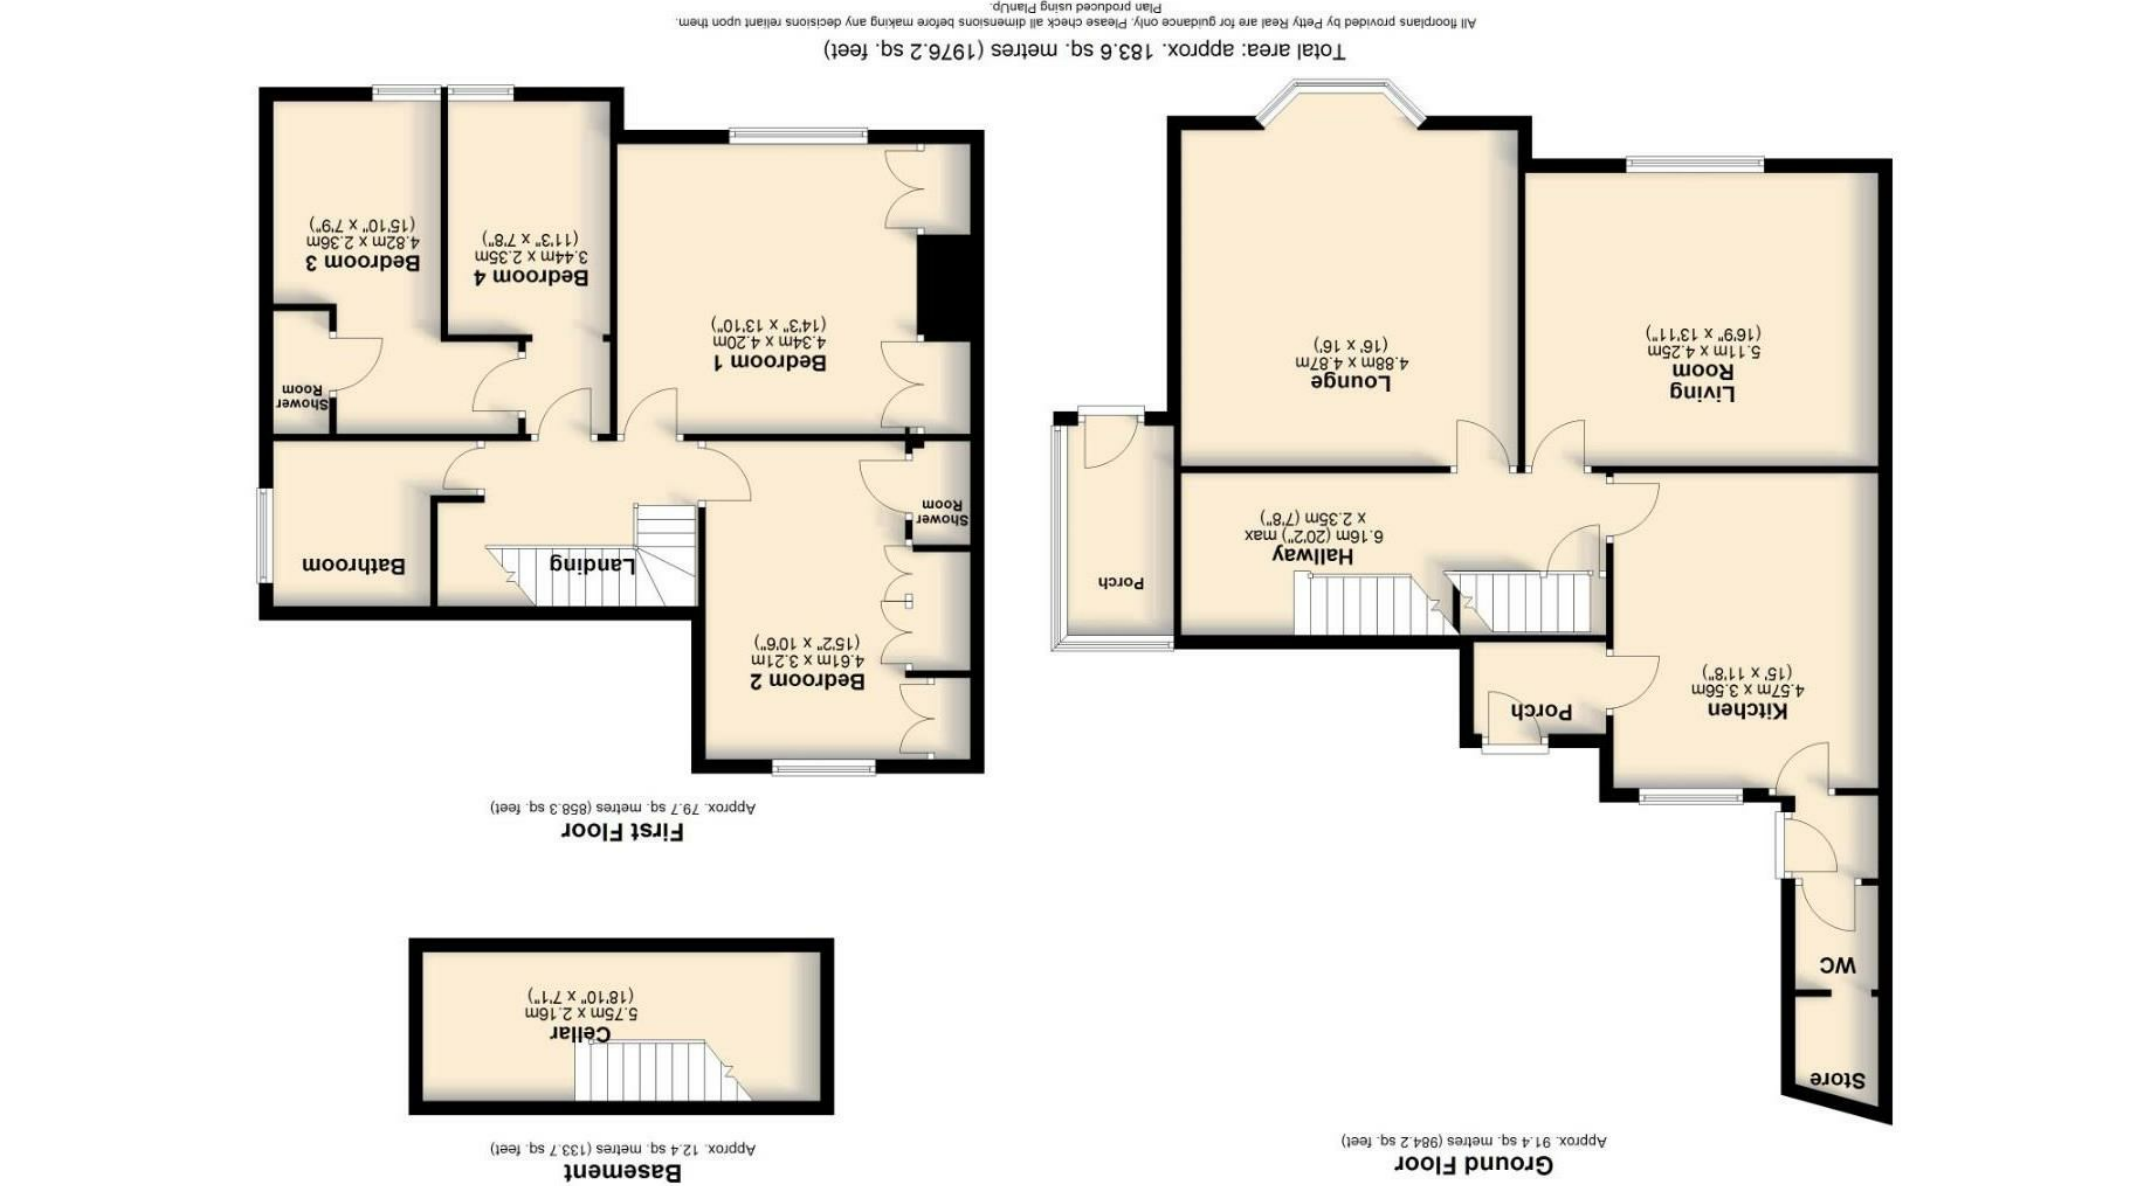 Ground Floor
Approx. 91.4 sq. metres (984.2 sq. feet)
Store
WC
Kitchen
4.57m x 3.56m
(15' x 11'8")
Porch
Porch
Hallway
6.16m (20'2") max
x 2.35m (7'8")
Living
Room
5.11m x 4.25m
(16'9" x 13'11")
Lounge
4.88m x 4.87m
(16' x 16')
Basement
Approx. 12.4 sq. metres (133.7 sq. feet)
Cellar
5.75m x 2.16m
(18'10" x 7'1")
First Floor
Approx. 79.7 sq. metres (858.3 sq. feet)
Bedroom 2
4.61m x 3.21m
(15'2" x 10'6")
Landing
Bathroom
Shower
Room
Shower
Room
Bedroom 1
4.34m x 4.20m
(14'3" x 13'10")
Bedroom 4
3.44m x 2.35m
(11'3" x 7'8")
Bedroom 3
4.82m x 2.36m
(15'10" x 7'9")
Total area: approx. 183.6 sq. metres (1976.2 sq. feet)
All floorplans provided by Petty Real are for guidance only. Please check all dimensions before making any decisions reliant upon them.
Plan produced using PlanUp.